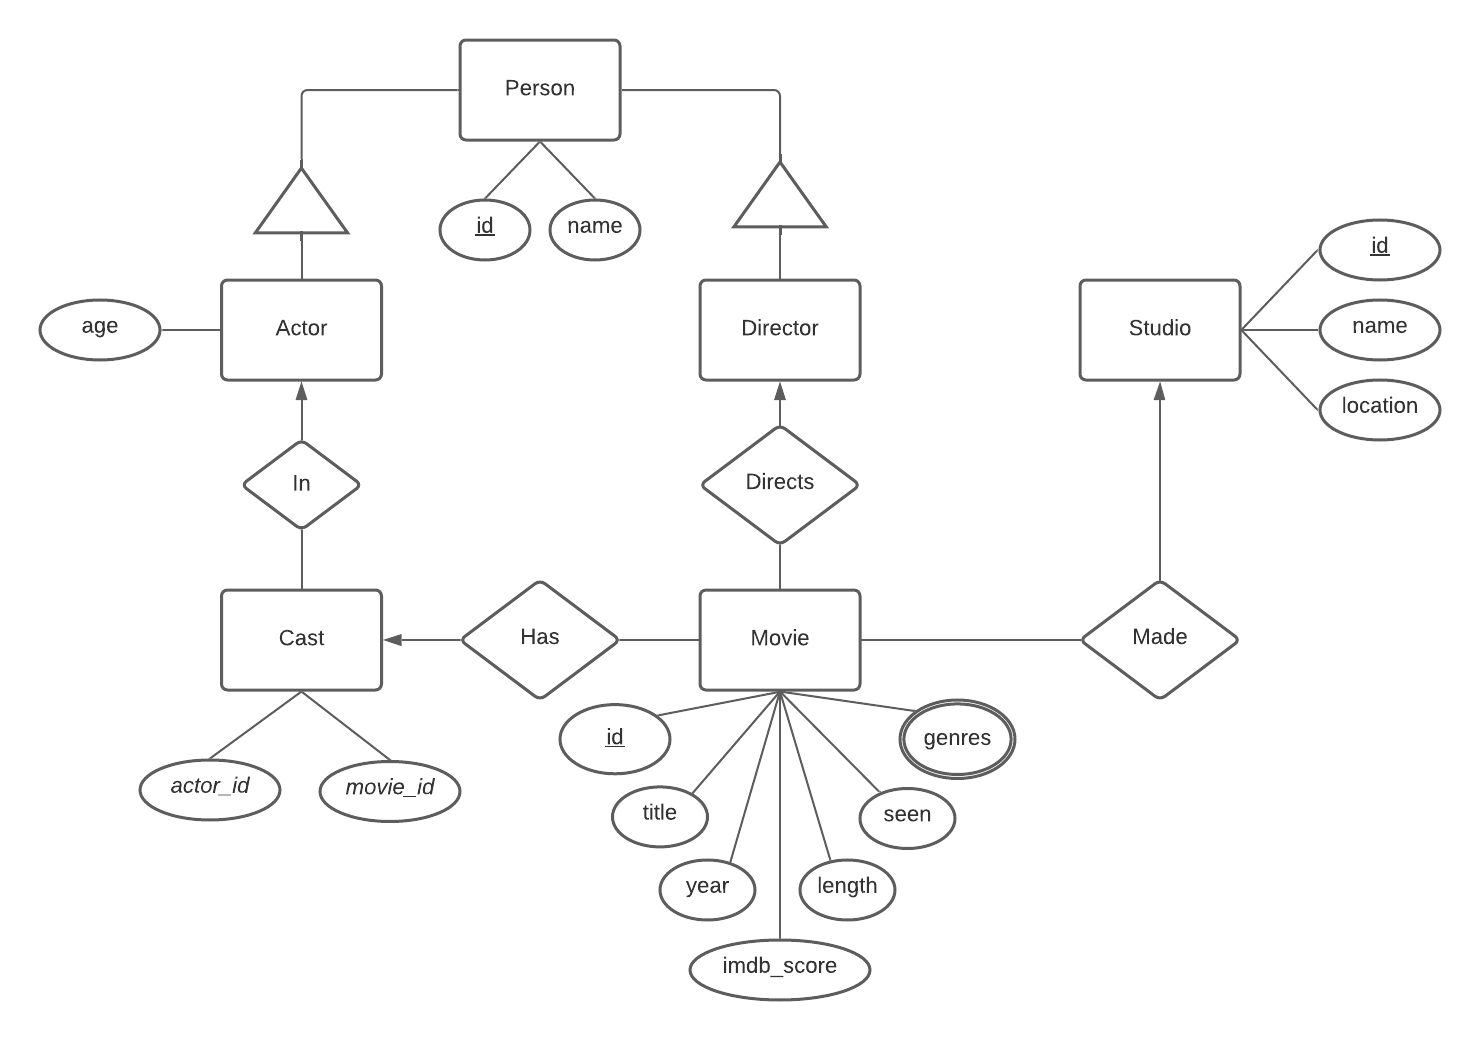 Person
id
name
id
age
Actor
Director
Studio
name
location
In
Directs
Cast
Has
Movie
Made
actor_id
movie_id
id
genres
title
seen
year
length
imdb_score